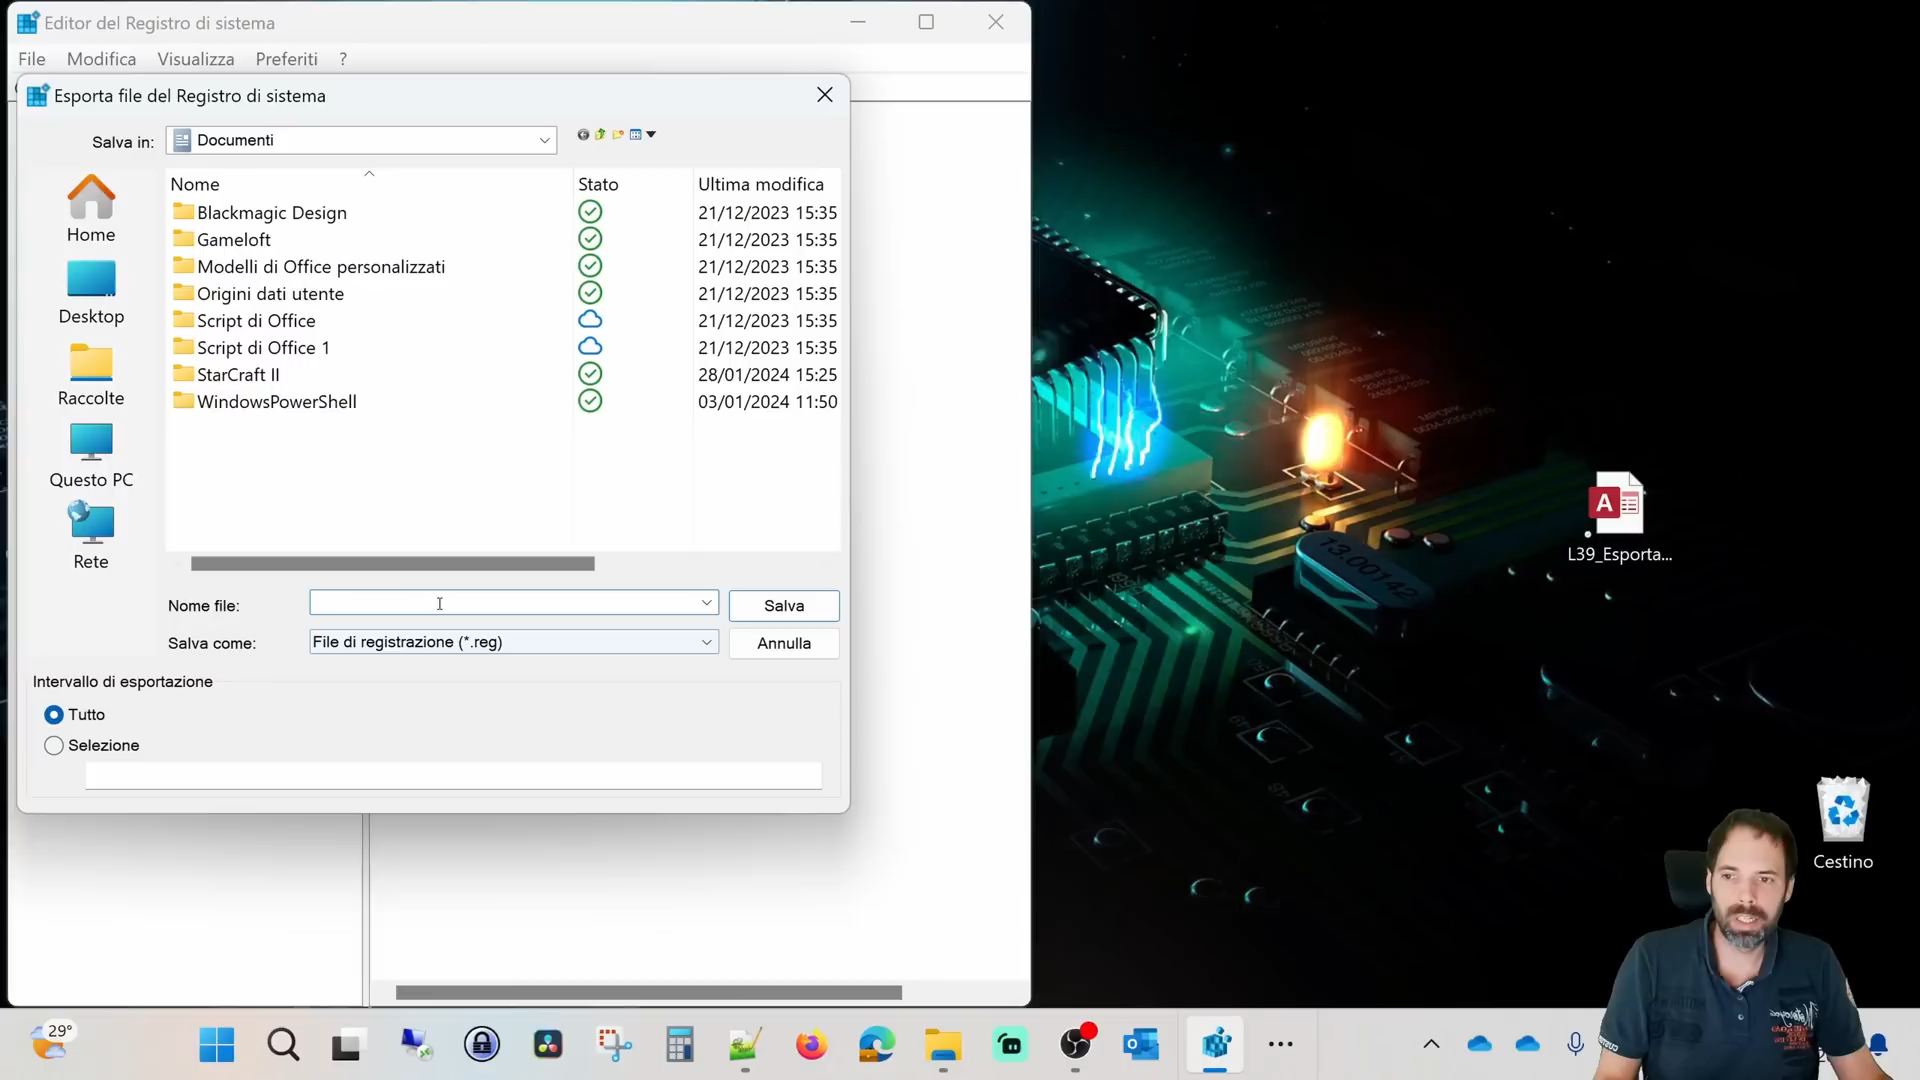 Editor del Registro di sistema
File Modifica Visualizza Preferiti ?
Esporta file del Registro di sistema
Salva in: Documenti
Nome Stato Ultima modifica
Blackmagic Design 21/12/2023 15:35
Gameloft 21/12/2023 15:35
Modelli di Office personalizzati 21/12/2023 15:35
Origini dati utente 21/12/2023 15:35
Script di Office 21/12/2023 15:35
Script di Office 1 21/12/2023 15:35
StarCraft II 28/01/2024 15:25
WindowsPowerShell 03/01/2024 11:50
Home
Desktop
Raccolte
Questo PC
Rete
Nome file: Salva
Salva come: File di registrazione (*.reg) Annulla
Intervallo di esportazione
Tutto
Selezione
A
L39_Esporta...
13.00142
Cestino
29°